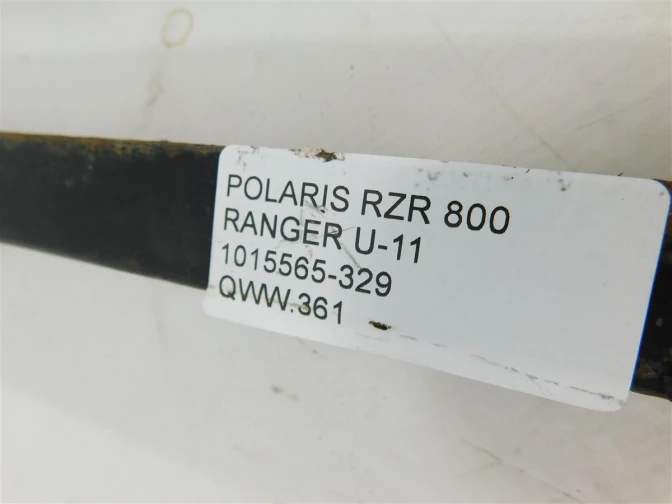 POLARIS RZR 800
RANGER U-11
1015565-329
QWW.361